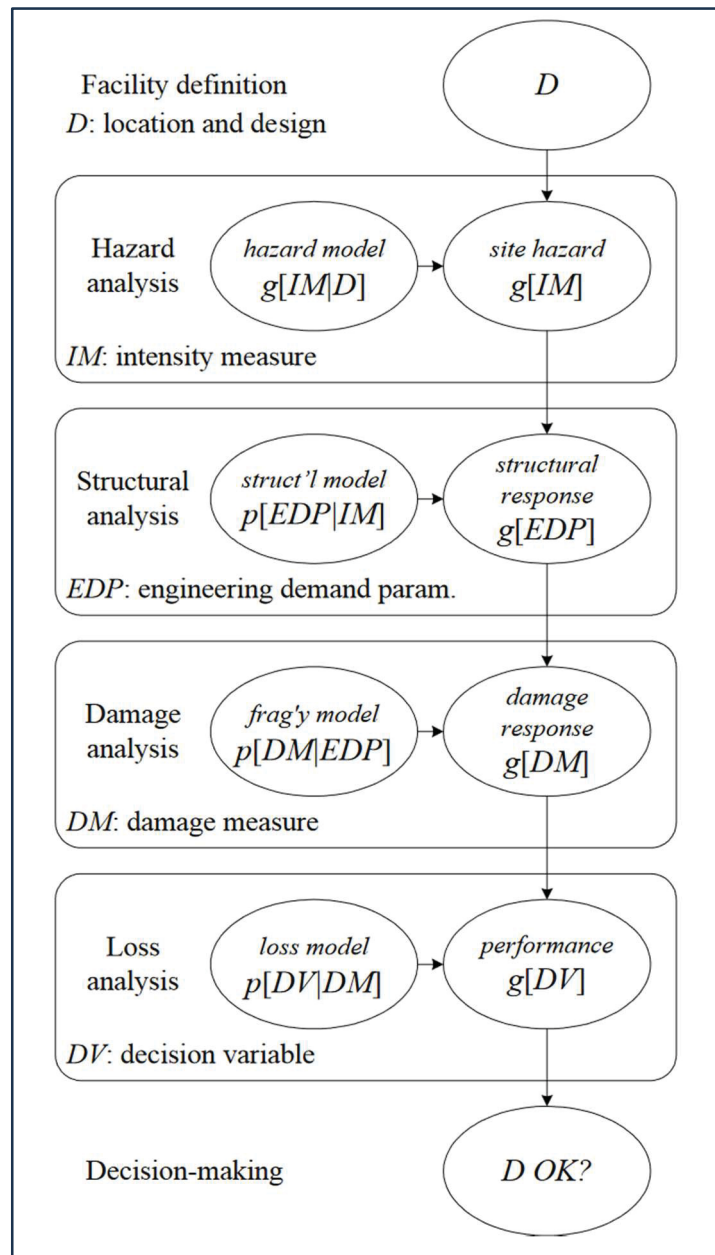 Facility definition
D: location and design
D
Hazard
analysis
hazard model
g[IM|D]
site hazard
g[IM]
IM: intensity measure
Structural
analysis
struct’l model
p[EDP|IM]
structural
response
g[EDP]
EDP: engineering demand param.
Damage
analysis
frag'y model
p[DM|EDP]
damage
response
g[DM]
DM: damage measure
Loss
analysis
loss model
p[DV|DM]
performance
g[DV]
DV: decision variable
Decision-making
D OK?